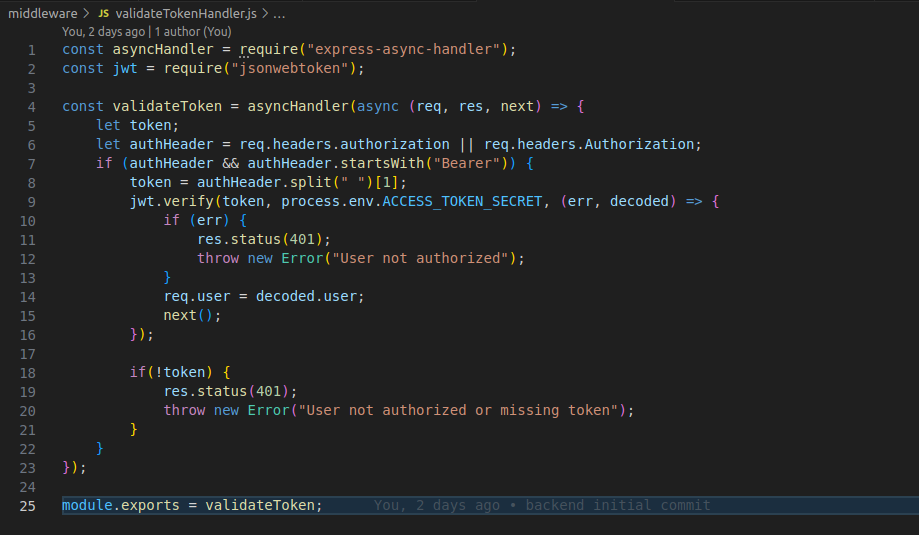 middleware > JS validateTokenHandler.js > ...
You, 2 days ago | 1 author (You)
1 const asyncHandler = require("express-async-handler");
2 const jwt = require("jsonwebtoken");
3
4 const validateToken = asyncHandler(async (req, res, next) => {
5     let token;
6     let authHeader = req.headers.authorization || req.headers.Authorization;
7     if (authHeader && authHeader.startsWith("Bearer")) {
8         token = authHeader.split(" ")[1];
9         jwt.verify(token, process.env.ACCESS_TOKEN_SECRET, (err, decoded) => {
10             if (err) {
11                 res.status(401);
12                 throw new Error("User not authorized");
13             }
14             req.user = decoded.user;
15             next();
16         });
17
18         if(!token) {
19             res.status(401);
20             throw new Error("User not authorized or missing token");
21         }
22     }
23 });
24
25 module.exports = validateToken; You, 2 days ago • backend initial commit